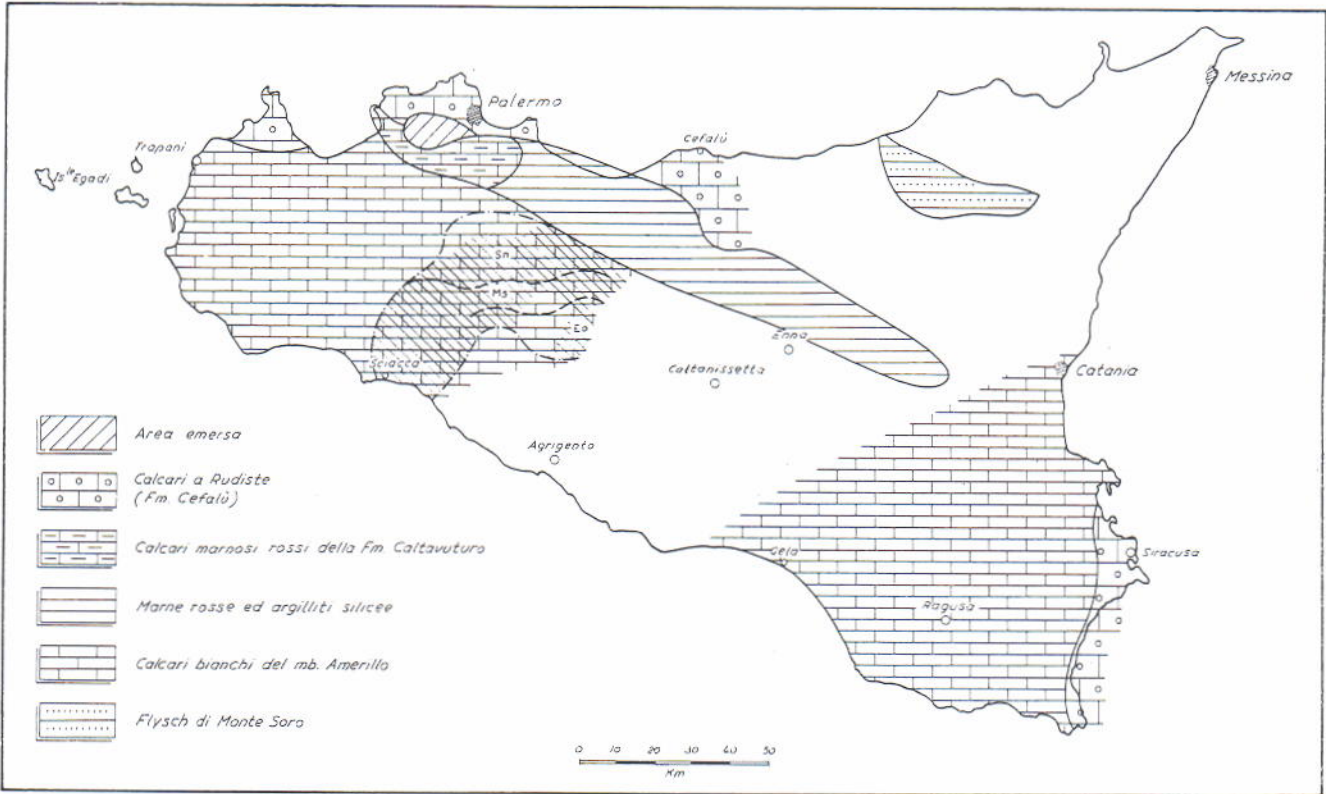 Messina
Palermo
Cefalù
Trapani
Is.le Egadi
Sn
Ms
Eo
Enna
Caltanissetta
Sciacca
Catania
Agrigento
Siracusa
Gela
Ragusa
Area emersa
Calcari a Rudiste
(Fm. Cefalù)
Calcari marnosi rossi della Fm. Caltavuturo
Marne rosse ed argilliti silicee
Calcari bianchi del mb. Amerillo
Flysch di Monte Soro
0 10 20 30 40 50
Km